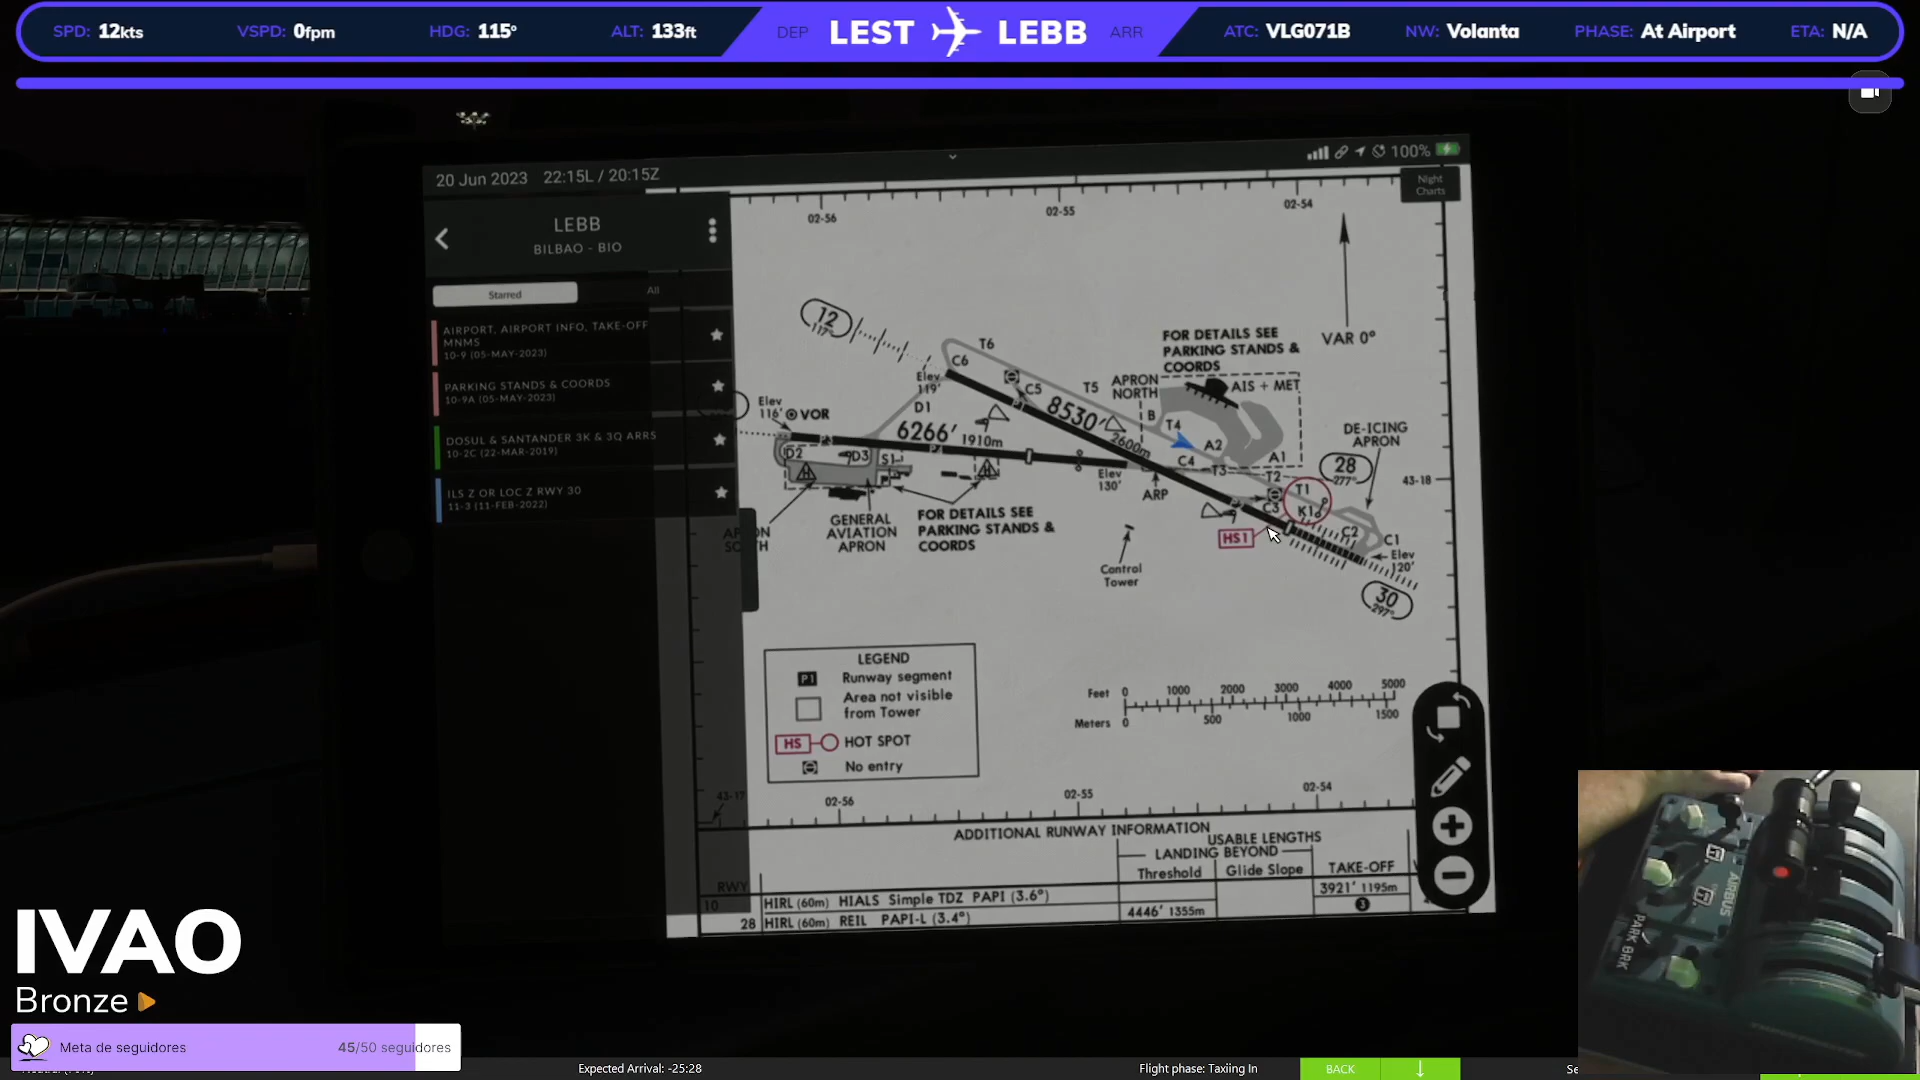 SPD: 12kts
VSPD: 0fpm
HDG: 115°
ALT: 133ft
DEP LEST LEBB ARR
ATC: VLG071B
NW: Volanta
PHASE: At Airport
ETA: N/A
20 Jun 2023 22:15L / 20:15Z
100%
Night
Charts
LEBB
BILBAO - BIO
Starred
All
AIRPORT, AIRPORT INFO, TAKE-OFF
MNMS
10-9 (05-MAY-2023)
PARKING STANDS & COORDS
10-9A (05-MAY-2023)
DOSUL & SANTANDER 3K & 3Q ARRS
10-2C (22-MAR-2019)
ILS Z OR LOC Z RWY 30
11-3 (11-FEB-2022)
02-56
02-55
02-54
12
117°
VAR 0°
FOR DETAILS SEE
PARKING STANDS &
COORDS
T6
C6
Elev
119'
C5
T5
APRON
NORTH
AIS + MET
D1
8530'
2600m
B
T4
A2
A1
Elev
116'
VOR
6266'
1910m
DE-ICING
APRON
28
277°
43-18
D2
D3
S1
C4
T3
T2
T1
Elev
130'
ARP
C3
K1
C2
C1
HS1
Elev
120'
30
297°
GENERAL
AVIATION
APRON
FOR DETAILS SEE
PARKING STANDS &
COORDS
Control
Tower
LEGEND
P1 Runway segment
Area not visible
from Tower
HS HOT SPOT
No entry
Feet 0 1000 2000 3000 4000 5000
Meters 0 500 1000 1500
43-17
02-56
02-55
02-54
ADDITIONAL RUNWAY INFORMATION
USABLE LENGTHS
LANDING BEYOND
RWY
Threshold
Glide Slope
TAKE-OFF
10 HIRL (60m) HIALS Simple TDZ PAPI (3.6°)
3921' 1195m
3
28 HIRL (60m) REIL PAPI-L (3.4°)
4446' 1355m
AIRBUS
PARK BRK
IVAO
Bronze
Meta de seguidores
45/50 seguidores
Expected Arrival: -25:28
Flight phase: Taxiing In
BACK